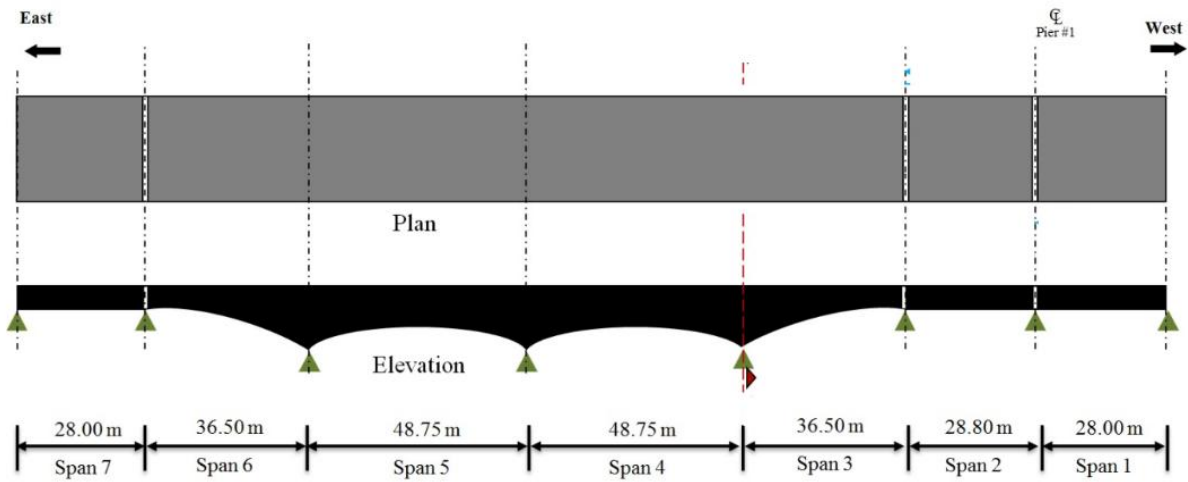 East
℄
Pier #1
West
Plan
Elevation
28.00 m 36.50 m 48.75 m 48.75 m 36.50 m 28.80 m 28.00 m
Span 7 Span 6 Span 5 Span 4 Span 3 Span 2 Span 1